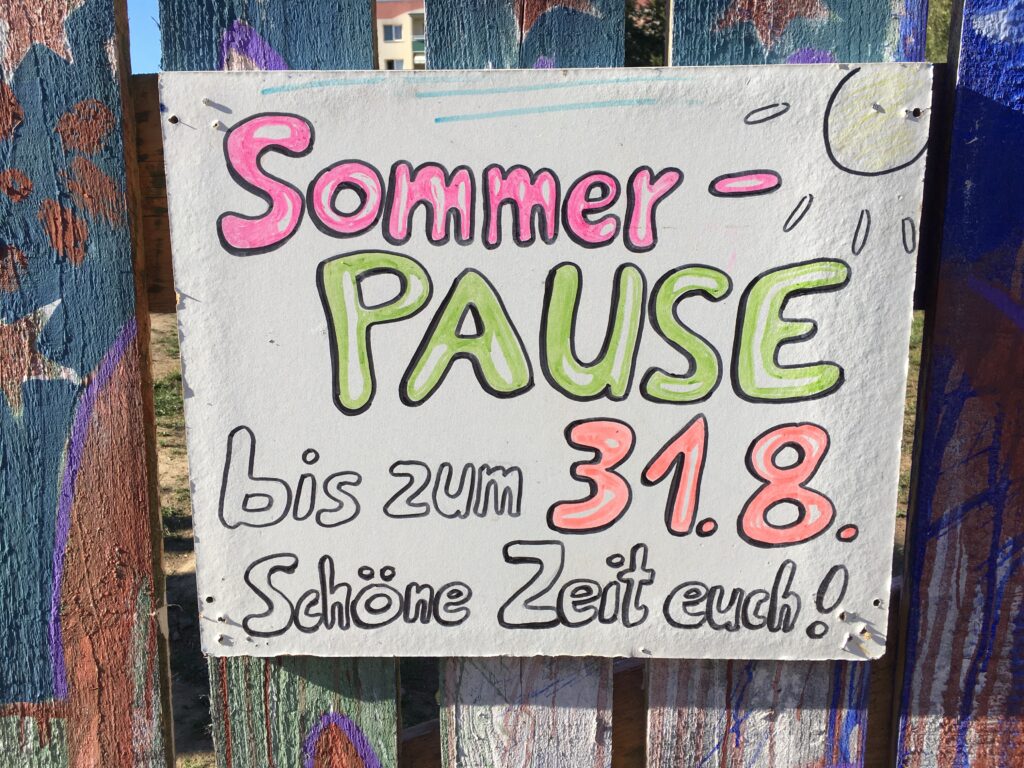 Sommer-
PAUSE
bis zum 31.8.
Schöne Zeit euch!